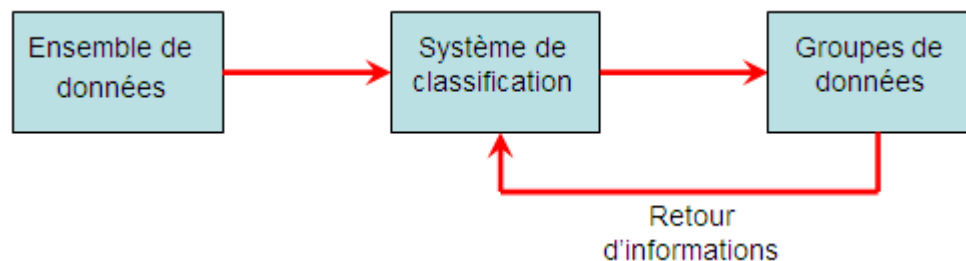 Ensemble de
données
Système de
classification
Groupes de
données
Retour
d'informations